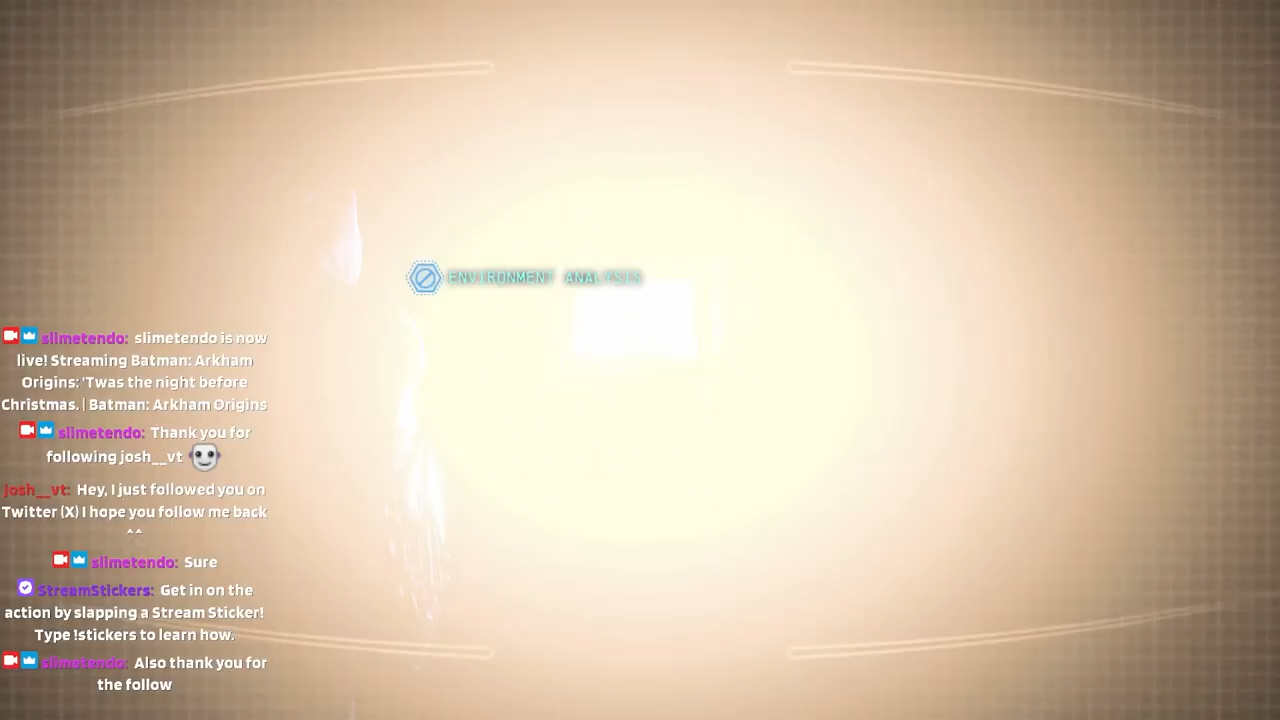 ENVIRONMENT ANALYSIS
slimetendo: slimetendo is now
live! Streaming Batman: Arkham
Origins: 'Twas the night before
Christmas. | Batman: Arkham Origins
slimetendo: Thank you for
following josh__vt
josh__vt: Hey, I just followed you on
Twitter (X) I hope you follow me back
^^
slimetendo: Sure
StreamStickers: Get in on the
action by slapping a Stream Sticker!
Type !stickers to learn how.
slimetendo: Also thank you for
the follow